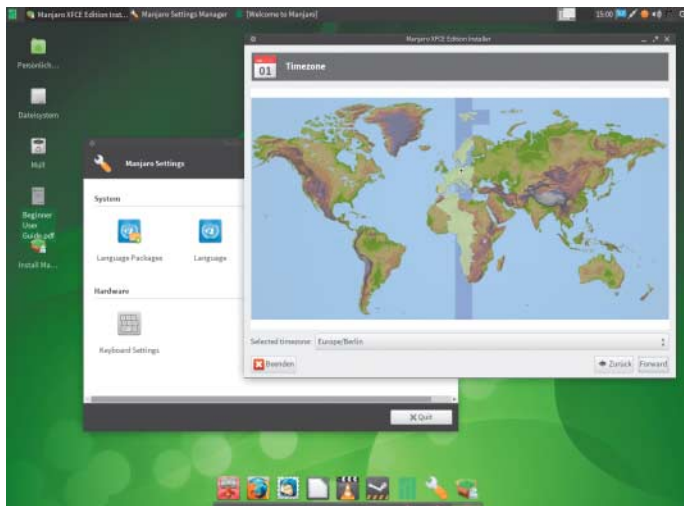 Manjaro XFCE Edition Inst...
Manjaro Settings Manager
[Welcome to Manjaro]
15:00
Persönlich...
Dateisystem
Müll
Beginner
User
Guide.pdf
Install Ma...
Manjaro Settings
System
Language Packages
Language
Hardware
Keyboard Settings
Quit
Manjaro XFCE Edition Installer
01
Timezone
Selected timezone:
Europe/Berlin
Beenden
Zurück
Forward